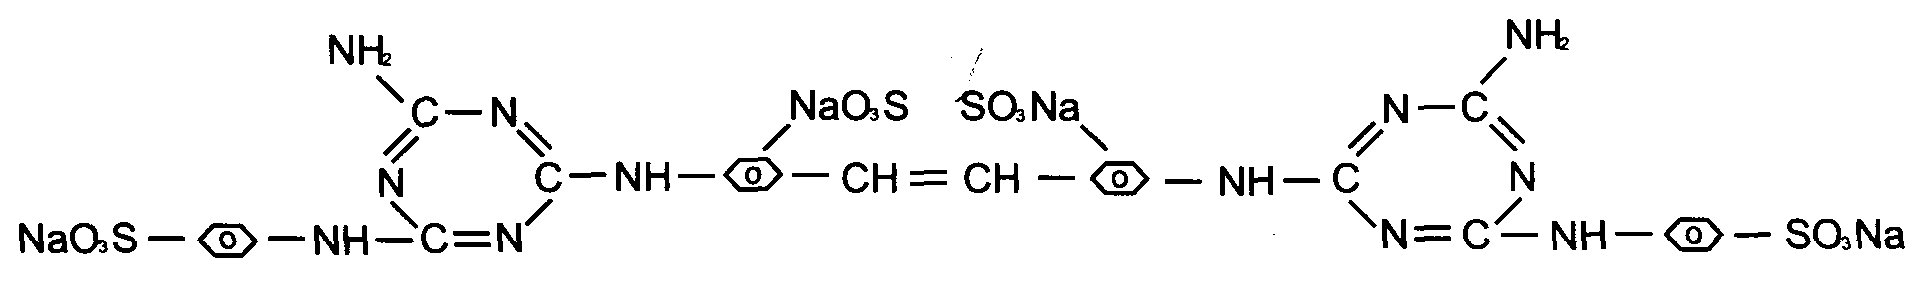 NH₂ NH₂
NaO₃S SO₃Na
C N N C
N C NH O CH CH O NH C N
NaO₃S O NH C N N C NH O SO₃Na